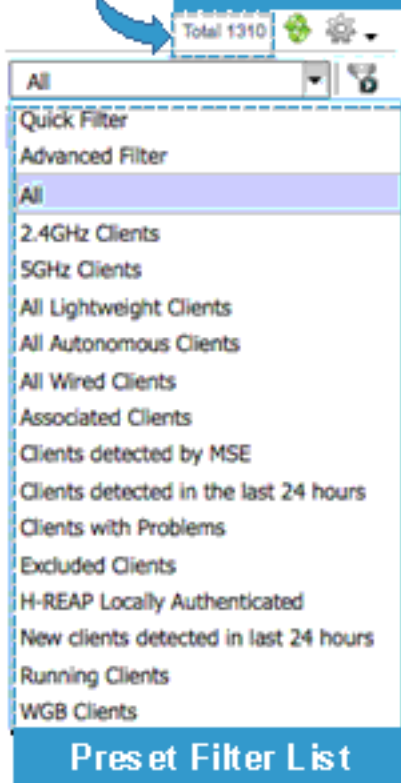 Total 1310
All
Quick Filter
Advanced Filter
All
2.4GHz Clients
5GHz Clients
All Lightweight Clients
All Autonomous Clients
All Wired Clients
Associated Clients
Clients detected by MSE
Clients detected in the last 24 hours
Clients with Problems
Excluded Clients
H-REAP Locally Authenticated
New clients detected in last 24 hours
Running Clients
WGB Clients
Preset Filter List